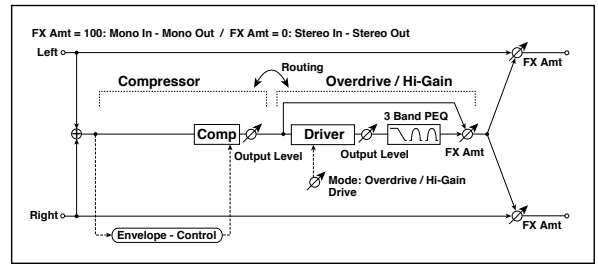 FX Amt = 100: Mono In - Mono Out / FX Amt = 0: Stereo In - Stereo Out
Left
FX Amt
Routing
Compressor
Overdrive / Hi-Gain
3 Band PEQ
Comp
Driver
Output Level
Output Level
FX Amt
Mode: Overdrive / Hi-Gain
Drive
Right
FX Amt
Envelope - Control